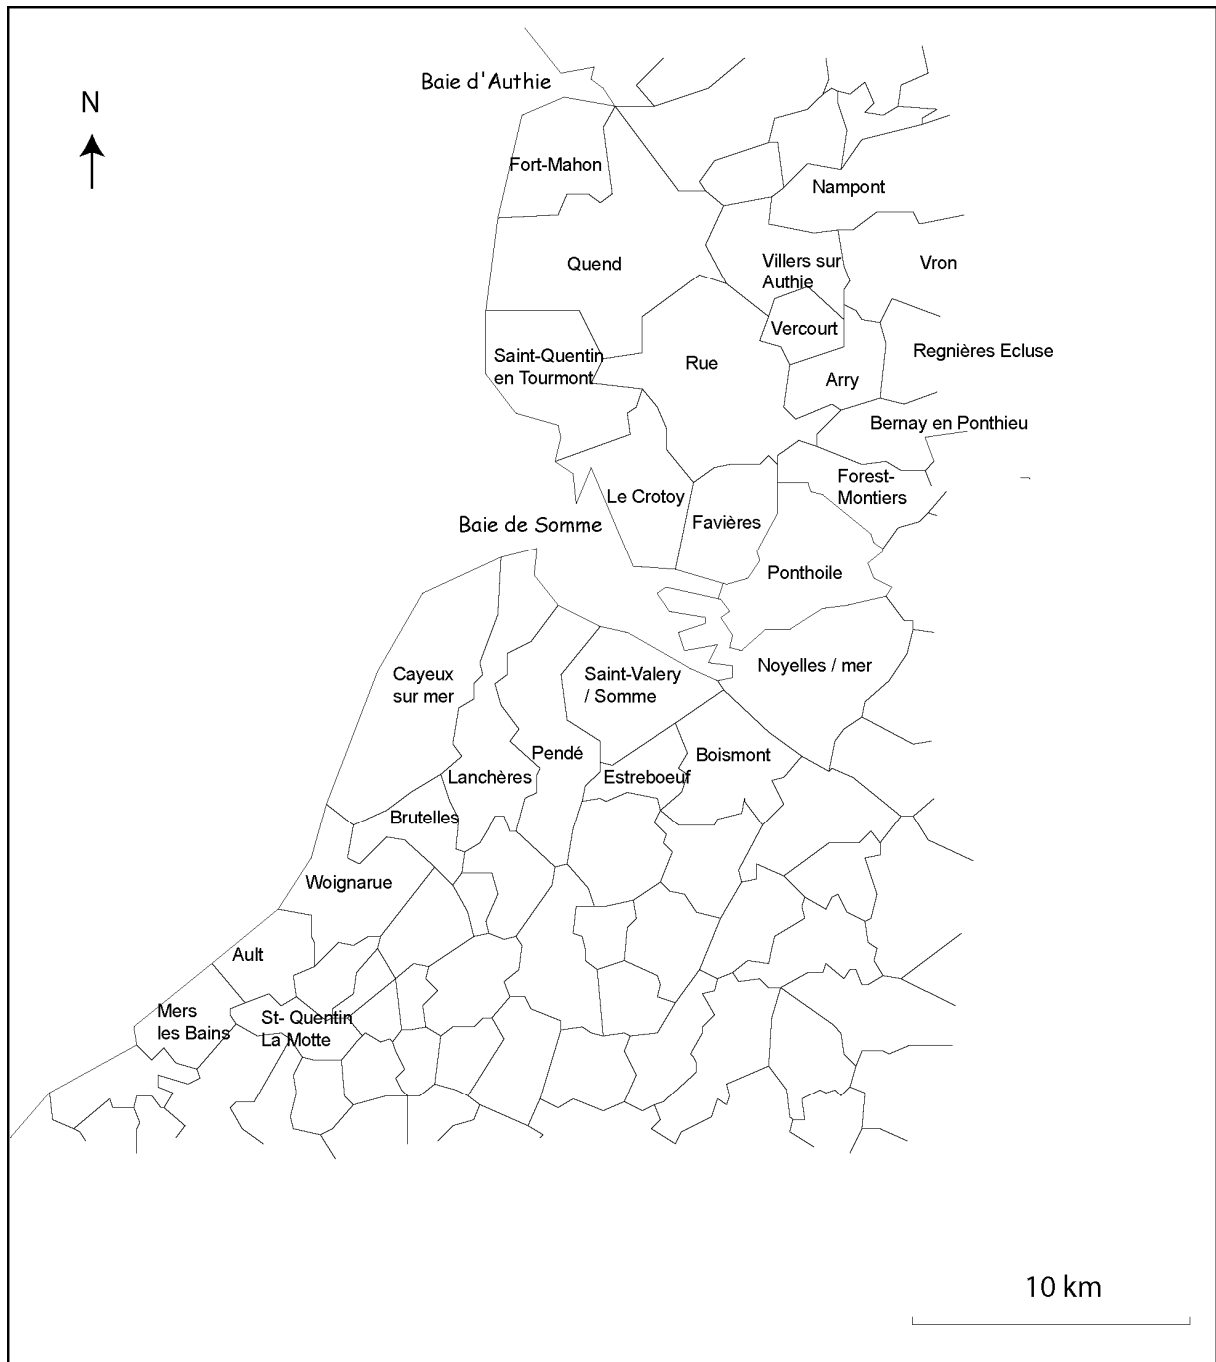 Baie d'Authie
N
Fort-Mahon
Nampont
Quend
Villers sur
Authie
Vron
Vercourt
Saint-Quentin
en Tourmont
Rue
Regnières Ecluse
Arry
Bernay en Ponthieu
Forest-
Montiers
Le Crotoy
Favières
Baie de Somme
Ponthoile
Noyelles / mer
Cayeux
sur mer
Saint-Valery
/ Somme
Pendé
Boismont
Lanchères
Estreboeuf
Brutelles
Woignarue
Ault
Mers
les Bains
St- Quentin
La Motte
10 km